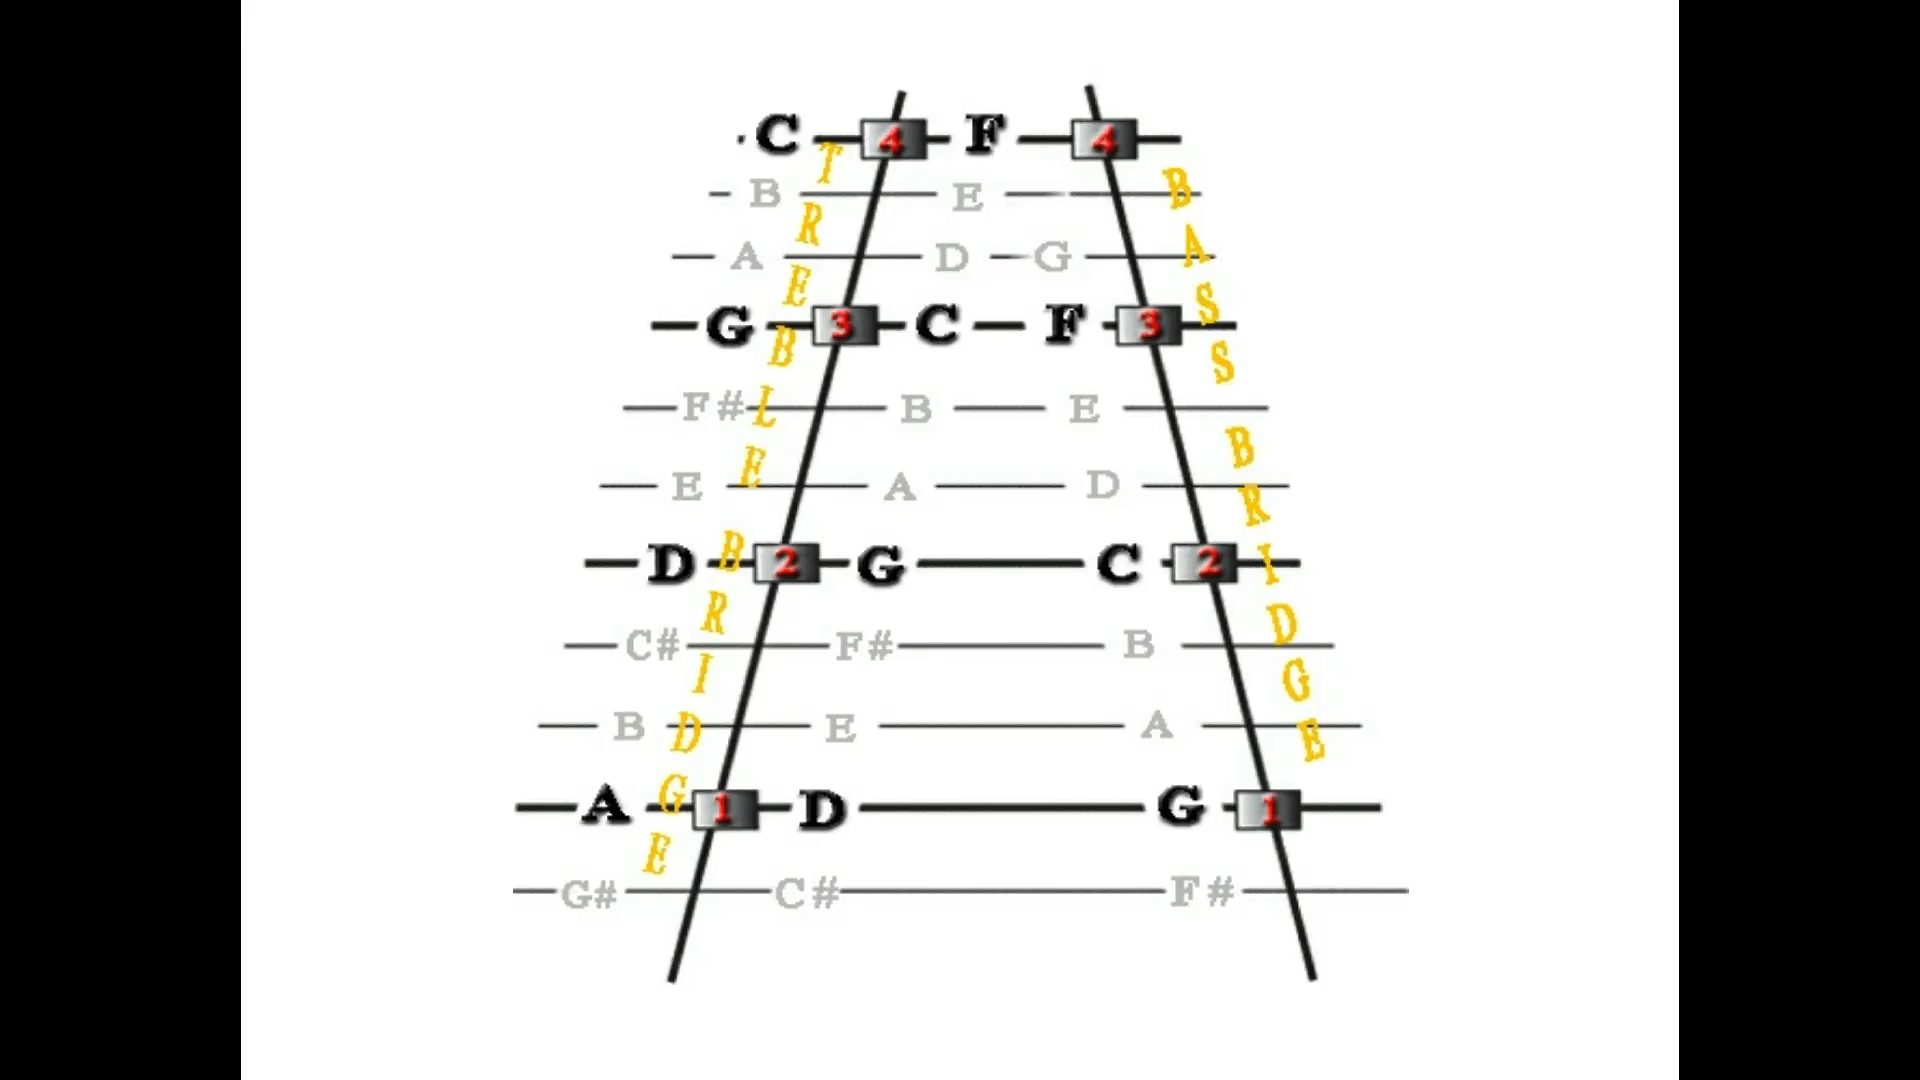 C 4 F 4
B E
A D G
G 3 C F 3
F# B E
E A D
D 2 G C 2
C# F# B
B E A
A 1 D G 1
G# C# F#
TREBLE BRIDGE
BASS BRIDGE